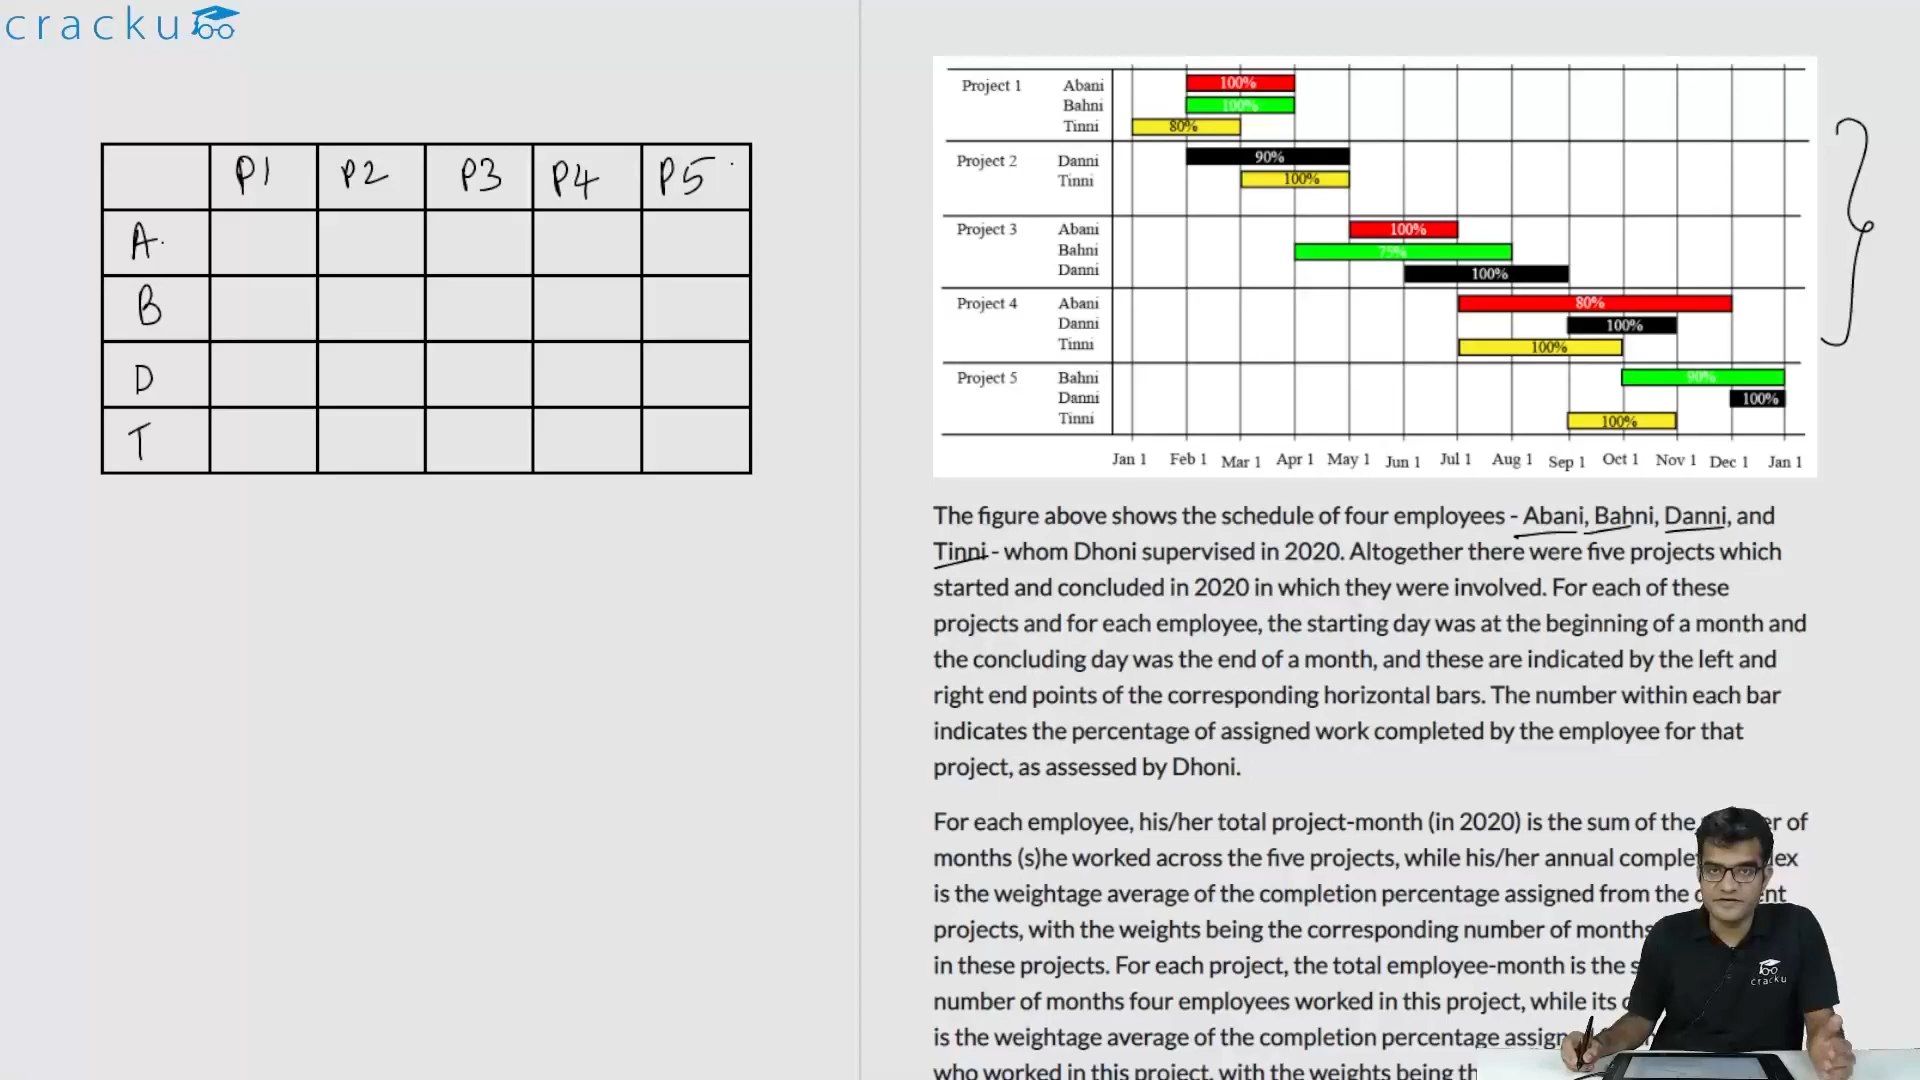 cracku
P1 P2 P3 P4 P5
A
B
D
T
Project 1 Abani 100%
Bahni 100%
Tinni 80%
Project 2 Danni 90%
Tinni 100%
Project 3 Abani 100%
Bahni 75%
Danni 100%
Project 4 Abani 80%
Danni 100%
Tinni 100%
Project 5 Bahni 90%
Danni 100%
Tinni 100%
Jan 1 Feb 1 Mar 1 Apr 1 May 1 Jun 1 Jul 1 Aug 1 Sep 1 Oct 1 Nov 1 Dec 1 Jan 1
The figure above shows the schedule of four employees - Abani, Bahni, Danni, and
Tinni - whom Dhoni supervised in 2020. Altogether there were five projects which
started and concluded in 2020 in which they were involved. For each of these
projects and for each employee, the starting day was at the beginning of a month and
the concluding day was the end of a month, and these are indicated by the left and
right end points of the corresponding horizontal bars. The number within each bar
indicates the percentage of assigned work completed by the employee for that
project, as assessed by Dhoni.
For each employee, his/her total project-month (in 2020) is the sum of the of
months (s)he worked across the five projects, while his/her annual
is the weightage average of the completion percentage assigned from the
projects, with the weights being the corresponding number of months
in these projects. For each project, the total employee-month is the
number of months four employees worked in this project, while its
is the weightage average of the completion percentage
who worked in this project, with the weights being
cracku